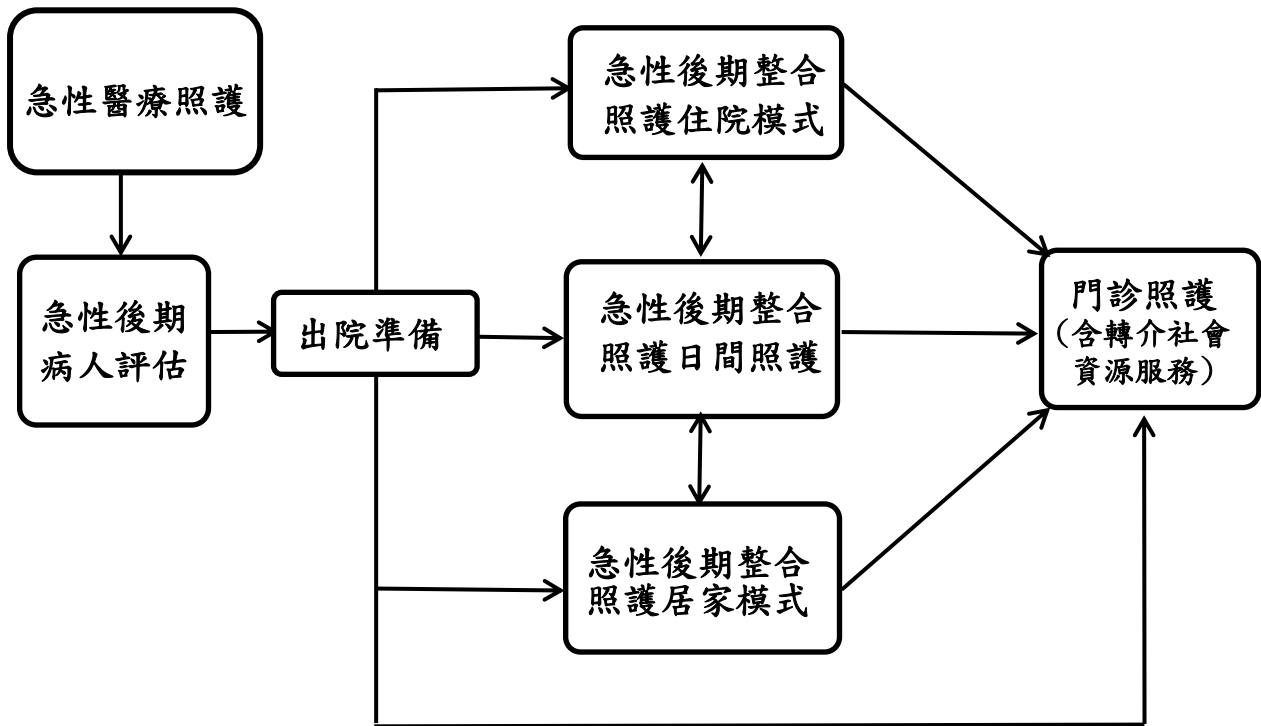 急性醫療照護
急性後期
病人評估
出院準備
急性後期整合
照護住院模式
急性後期整合
照護日間照護
急性後期整合
照護居家模式
門診照護
(含轉介社會
資源服務)